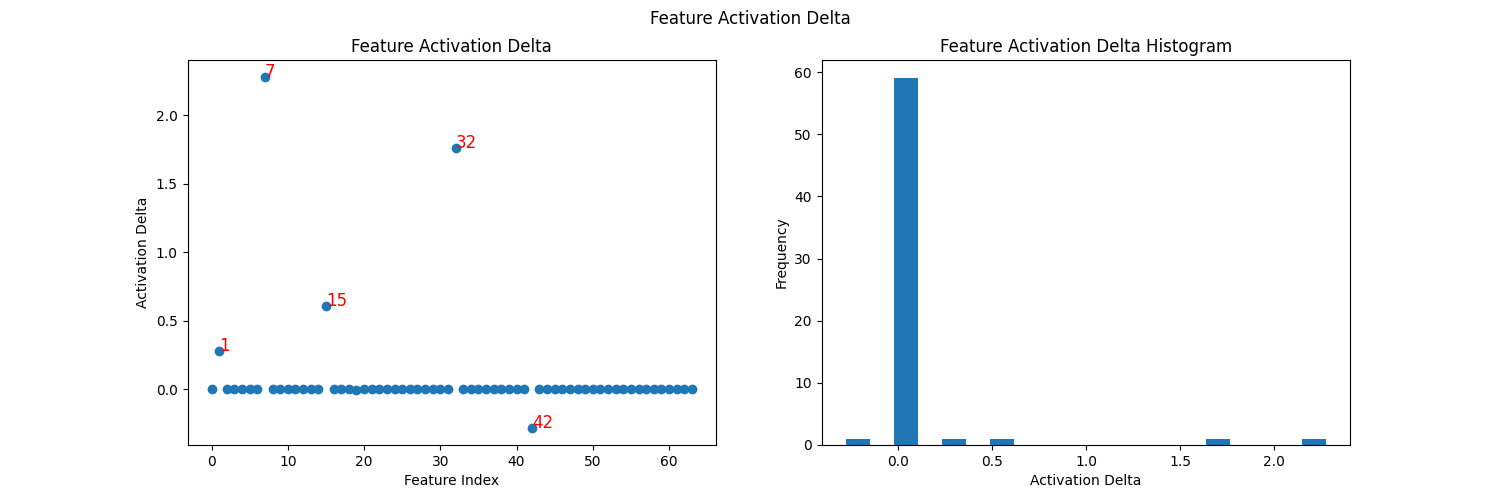 Feature Activation Delta
Feature Activation Delta
7
32
15
1
42
2.0
1.5
1.0
0.5
0.0
Activation Delta
0 10 20 30 40 50 60
Feature Index
Feature Activation Delta Histogram
60
50
40
30
20
10
0
Frequency
0.0 0.5 1.0 1.5 2.0
Activation Delta